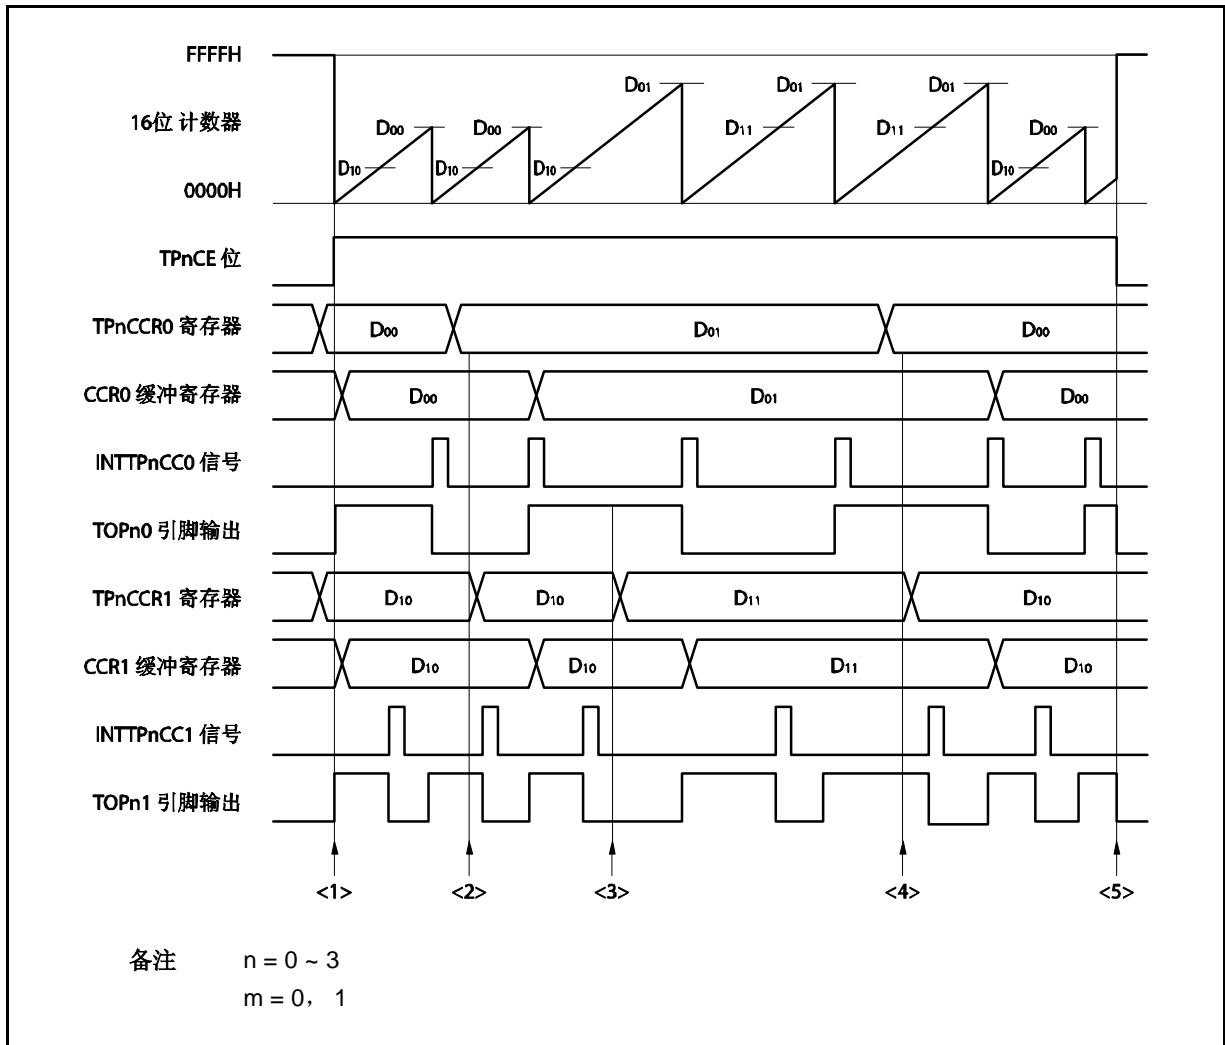 FFFFH
D01 D01 D01
16位 计数器
D00 D00 D11 D11 D00
D10 D10 D10 D10
0000H
TPnCE 位
TPnCCR0 寄存器 D00 D01 D00
CCR0 缓冲寄存器 D00 D01 D00
INTTPnCC0 信号
TOPn0 引脚输出
TPnCCR1 寄存器 D10 D10 D11 D10
CCR1 缓冲寄存器 D10 D10 D11 D10
INTTPnCC1 信号
TOPn1 引脚输出
<1> <2> <3> <4> <5>
备注 n = 0 ~ 3
m = 0， 1